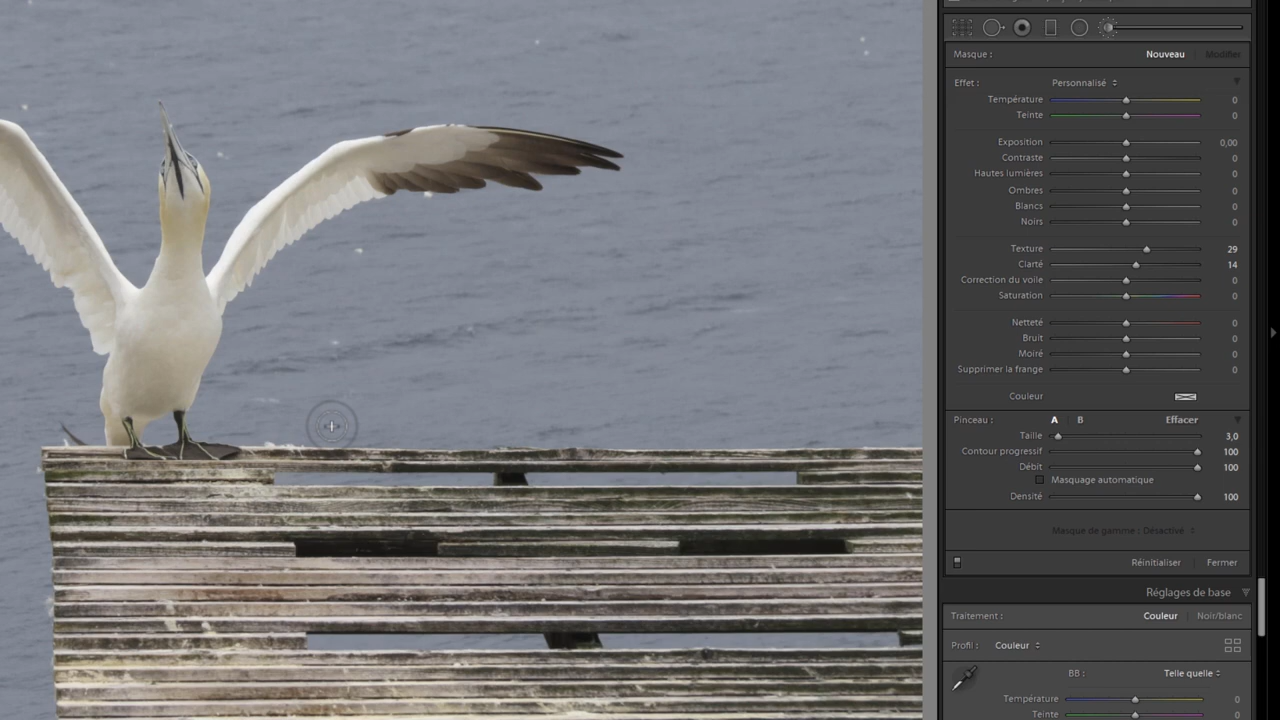 Masque : Nouveau Modifier
Effet : Personnalisé
Température 0
Teinte 0
Exposition 0,00
Contraste 0
Hautes lumières 0
Ombres 0
Blancs 0
Noirs 0
Texture 29
Clarté 14
Correction du voile 0
Saturation 0
Netteté 0
Bruit 0
Moiré 0
Supprimer la frange 0
Couleur
Pinceau : A B Effacer
Taille 3,0
Contour progressif 100
Débit 100
Masquage automatique
Densité 100
Masque de gamme : Désactivé
Réinitialiser Fermer
Réglages de base
Traitement : Couleur Noir/blanc
Profil : Couleur
BB : Telle quelle
Température 0
Teinte 0